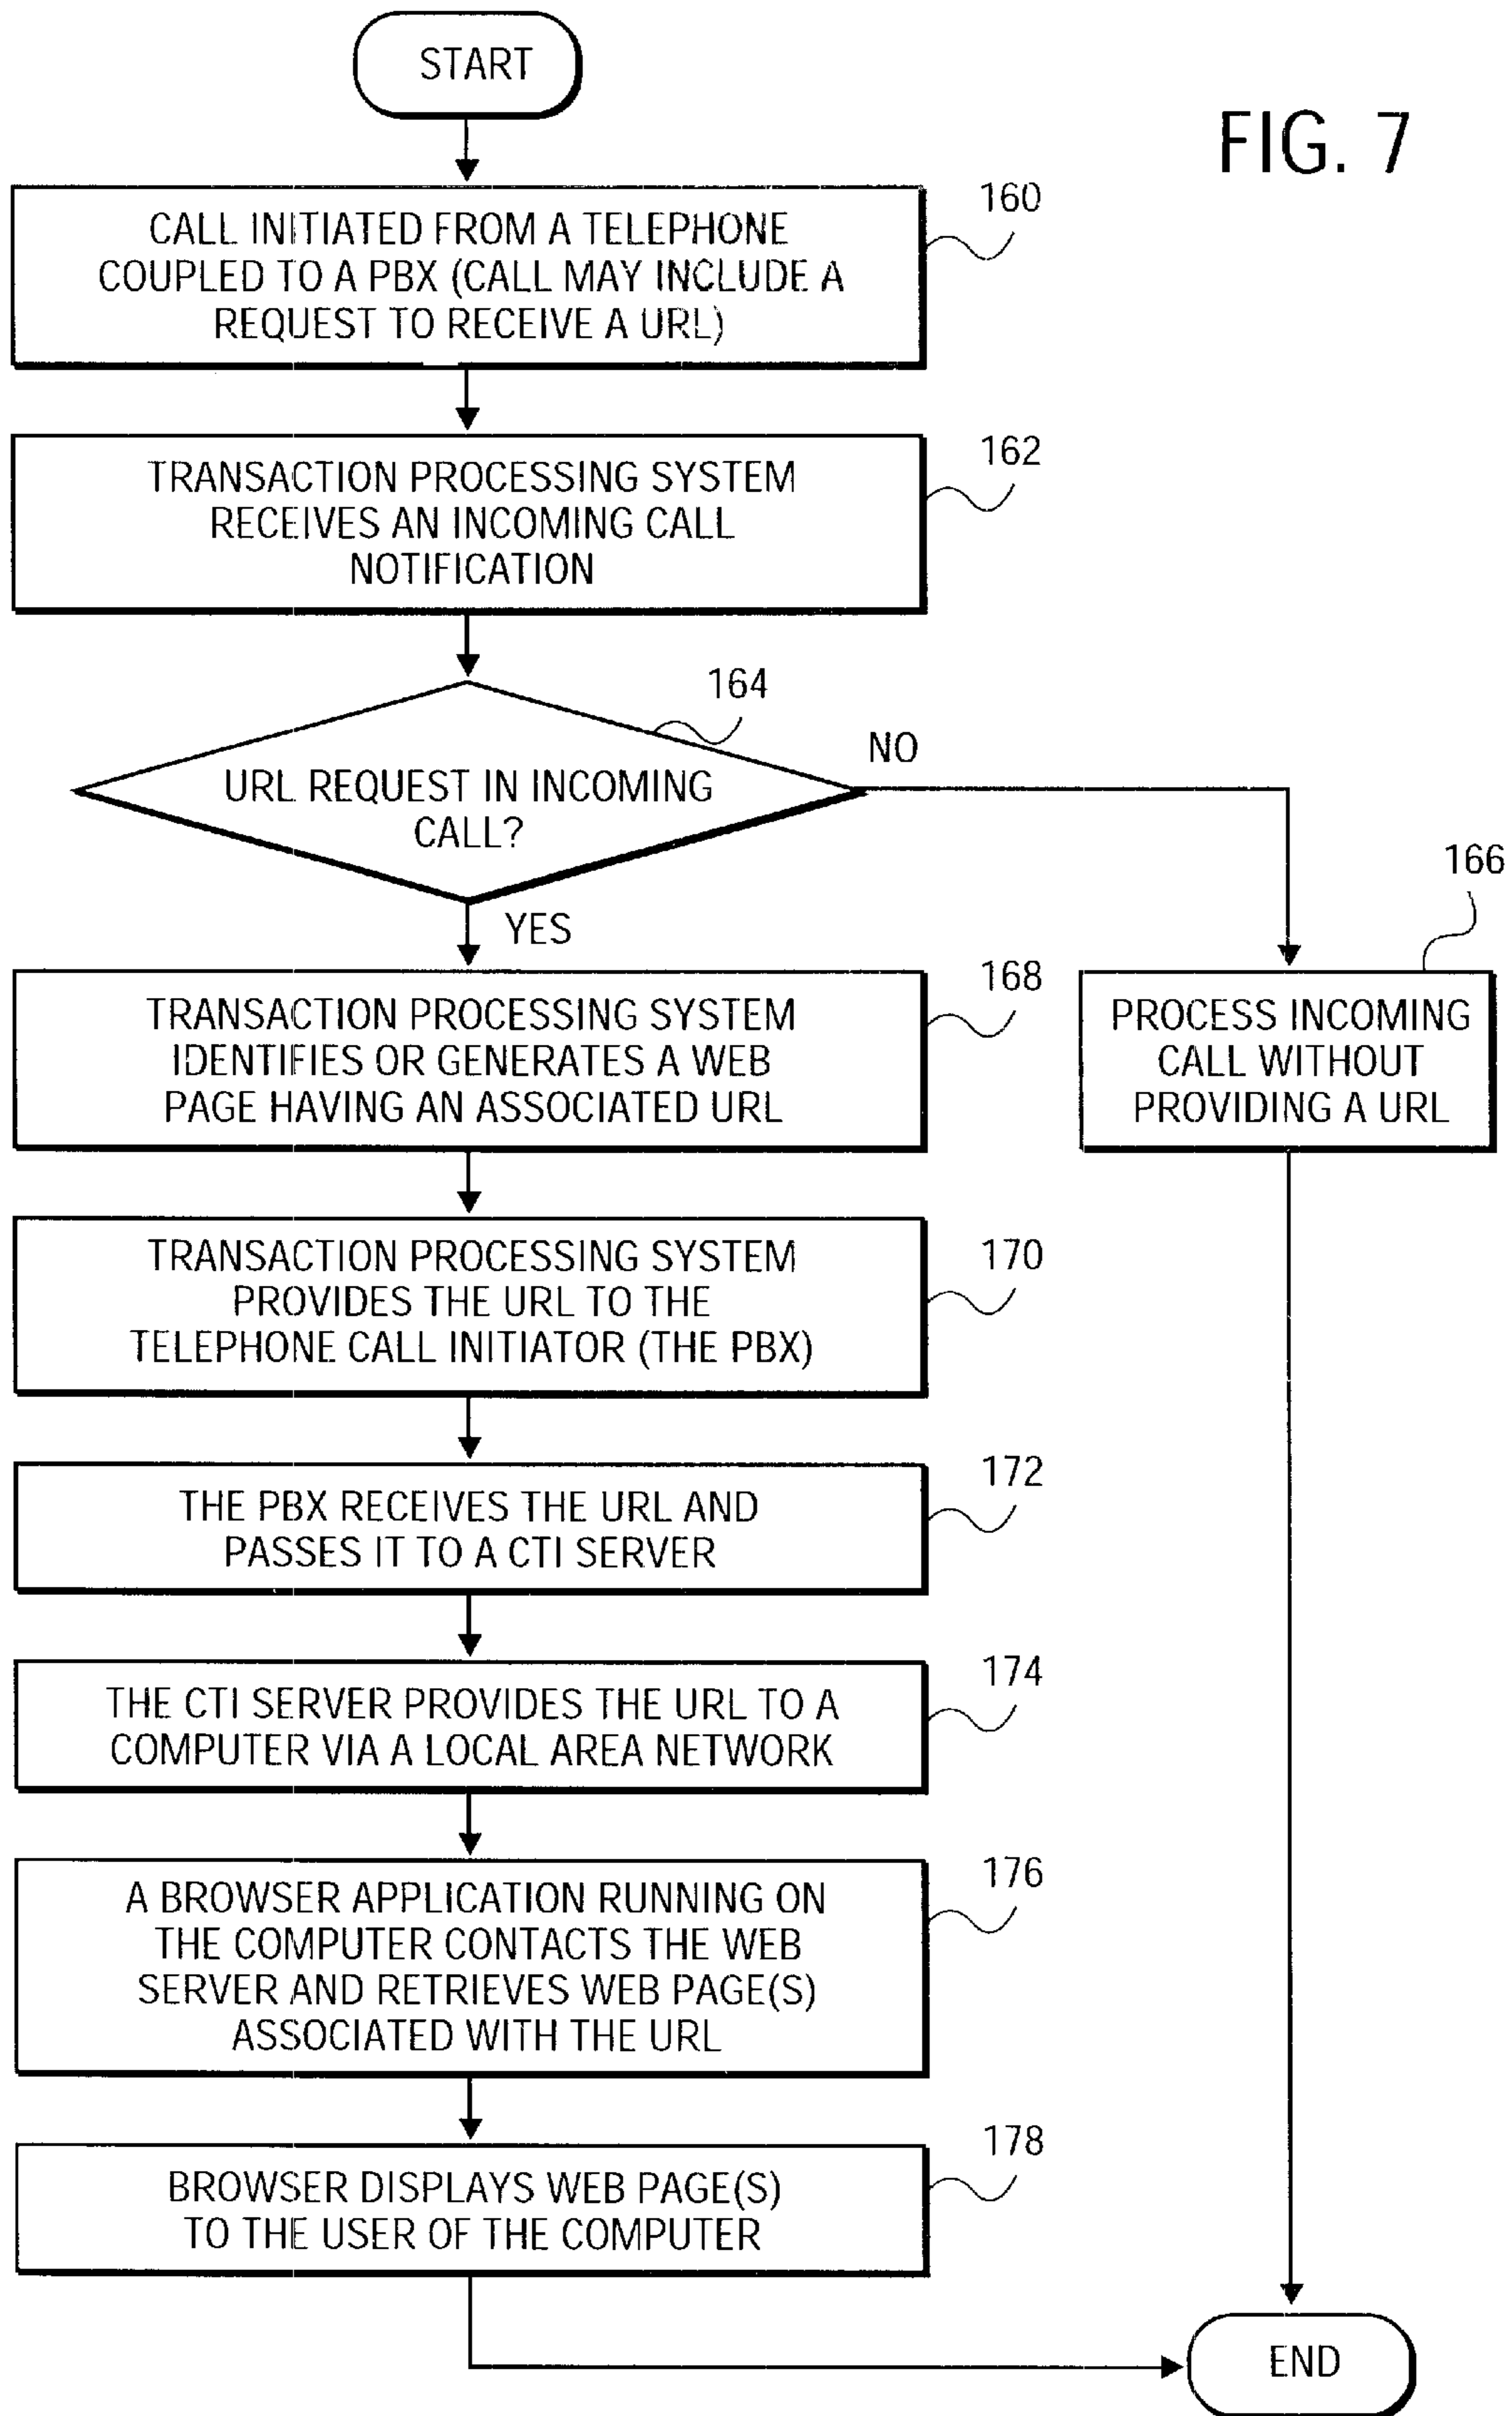 START
FIG. 7
160
CALL INITIATED FROM A TELEPHONE
COUPLED TO A PBX (CALL MAY INCLUDE A
REQUEST TO RECEIVE A URL)
162
TRANSACTION PROCESSING SYSTEM
RECEIVES AN INCOMING CALL
NOTIFICATION
164
URL REQUEST IN INCOMING
CALL?
NO
YES
166
PROCESS INCOMING
CALL WITHOUT
PROVIDING A URL
168
TRANSACTION PROCESSING SYSTEM
IDENTIFIES OR GENERATES A WEB
PAGE HAVING AN ASSOCIATED URL
170
TRANSACTION PROCESSING SYSTEM
PROVIDES THE URL TO THE
TELEPHONE CALL INITIATOR (THE PBX)
172
THE PBX RECEIVES THE URL AND
PASSES IT TO A CTI SERVER
174
THE CTI SERVER PROVIDES THE URL TO A
COMPUTER VIA A LOCAL AREA NETWORK
176
A BROWSER APPLICATION RUNNING ON
THE COMPUTER CONTACTS THE WEB
SERVER AND RETRIEVES WEB PAGE(S)
ASSOCIATED WITH THE URL
178
BROWSER DISPLAYS WEB PAGE(S)
TO THE USER OF THE COMPUTER
END